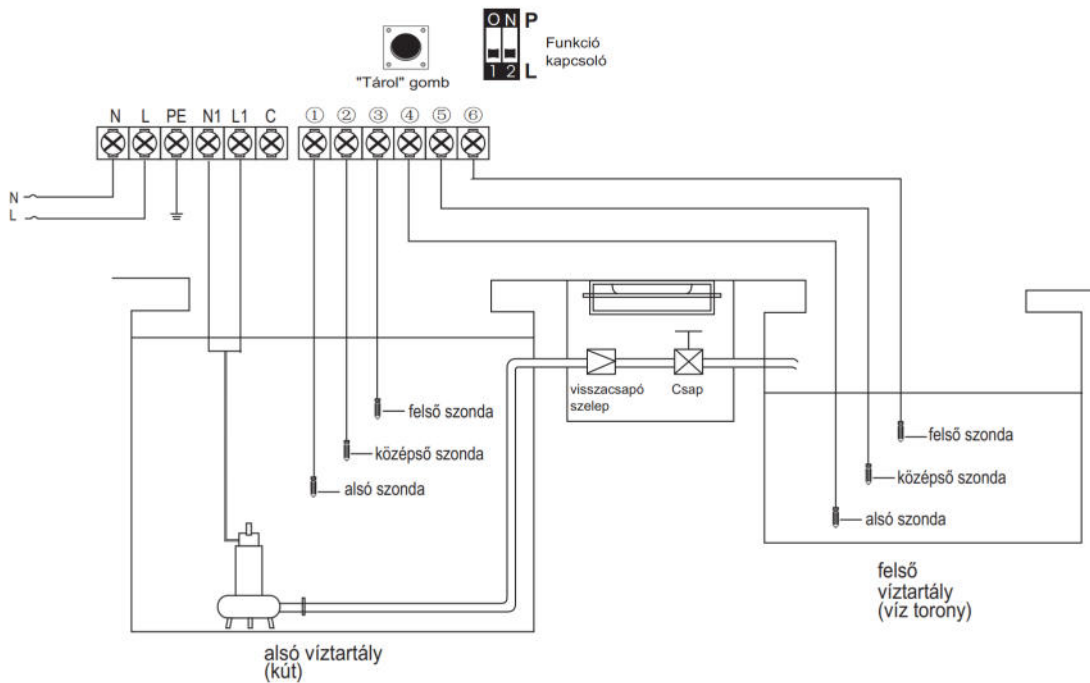 ON P
Funkció
kapcsoló
1 2 L
"Tárol" gomb
N L PE N1 L1 C ① ② ③ ④ ⑤ ⑥
N
L
visszacsapó
szelep
Csap
felső szonda
középső szonda
alsó szonda
felső szonda
középső szonda
alsó szonda
felső
víztartály
(víz torony)
alsó víztartály
(kút)